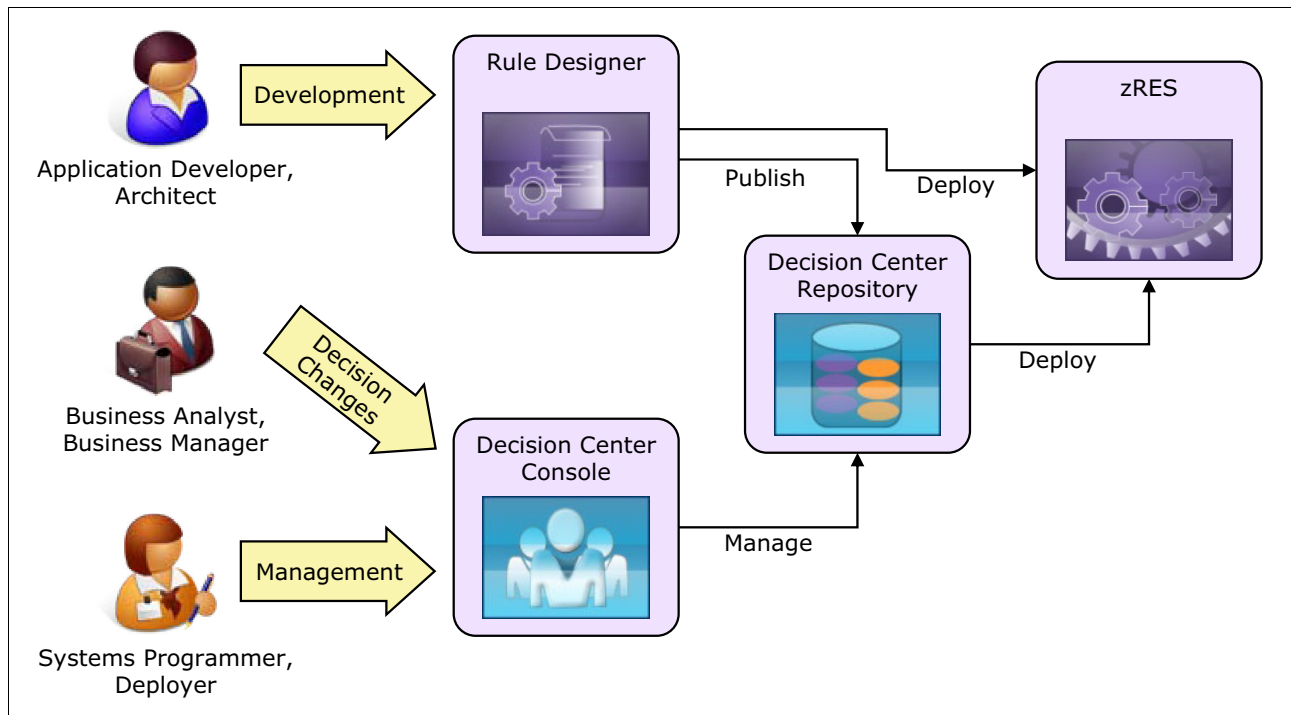 Rule Designer
zRES
Development
Application Developer,
Architect
Publish
Deploy
Decision Center
Repository
Decision
Changes
Deploy
Business Analyst,
Business Manager
Decision Center
Console
Management
Manage
Systems Programmer,
Deployer